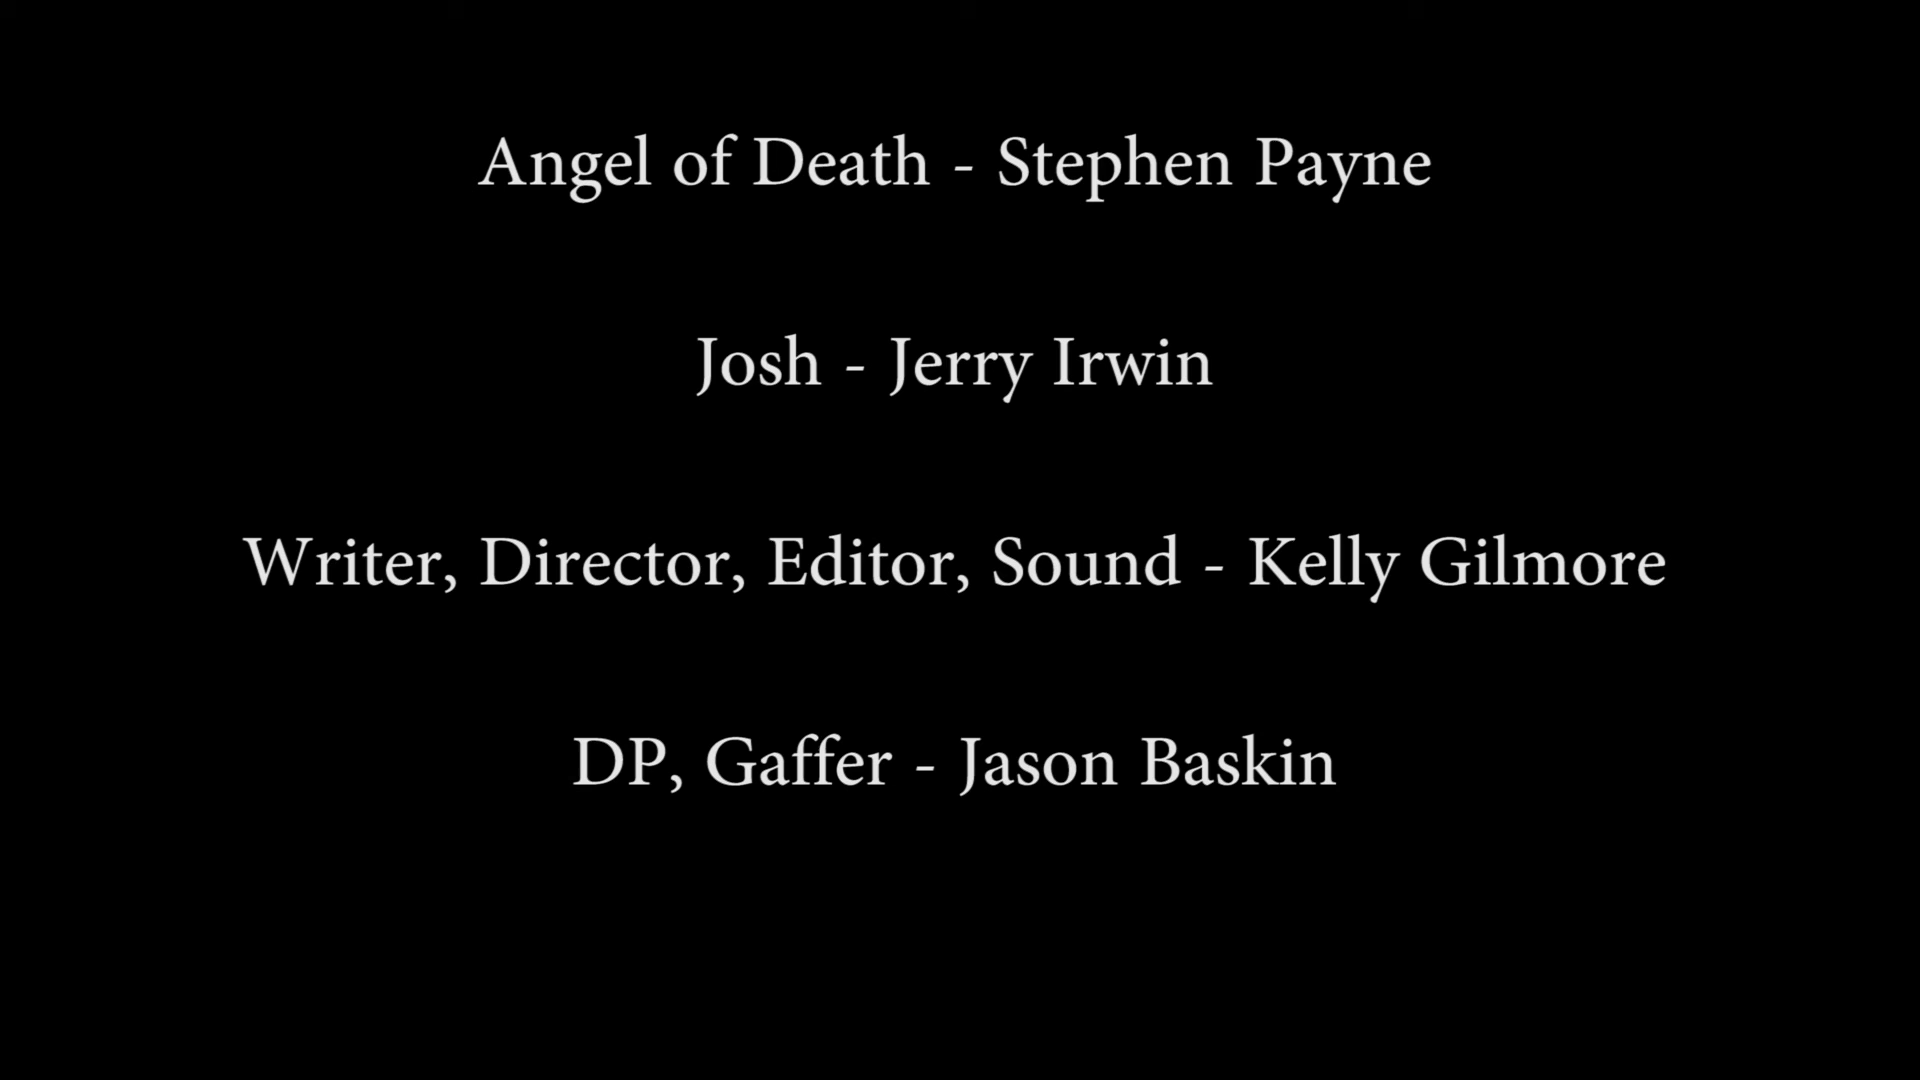 Angel of Death - Stephen Payne
Josh - Jerry Irwin
Writer, Director, Editor, Sound - Kelly Gilmore
DP, Gaffer - Jason Baskin